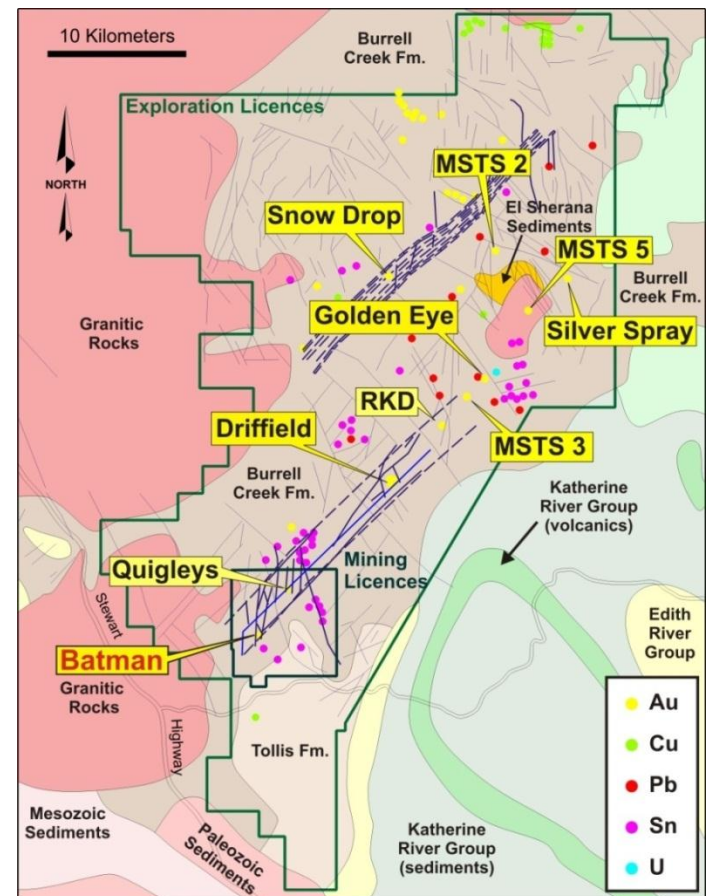 10 Kilometers
Burrell
Creek Fm.
Exploration Licences
NORTH
MSTS 2
Snow Drop
El Sherana
Sediments
MSTS 5
Burrell
Creek Fm.
Granitic
Rocks
Golden Eye
Silver Spray
RKD
Driffield
MSTS 3
Burrell
Creek Fm.
Katherine
River Group
(volcanics)
Quigleys
Mining
Licences
Stewart
Highway
Edith
River
Group
Batman
Granitic
Rocks
Au
Cu
Pb
Sn
U
Tollis Fm.
Mesozoic
Sediments
Paleozoic
Sediments
Katherine
River Group
(sediments)